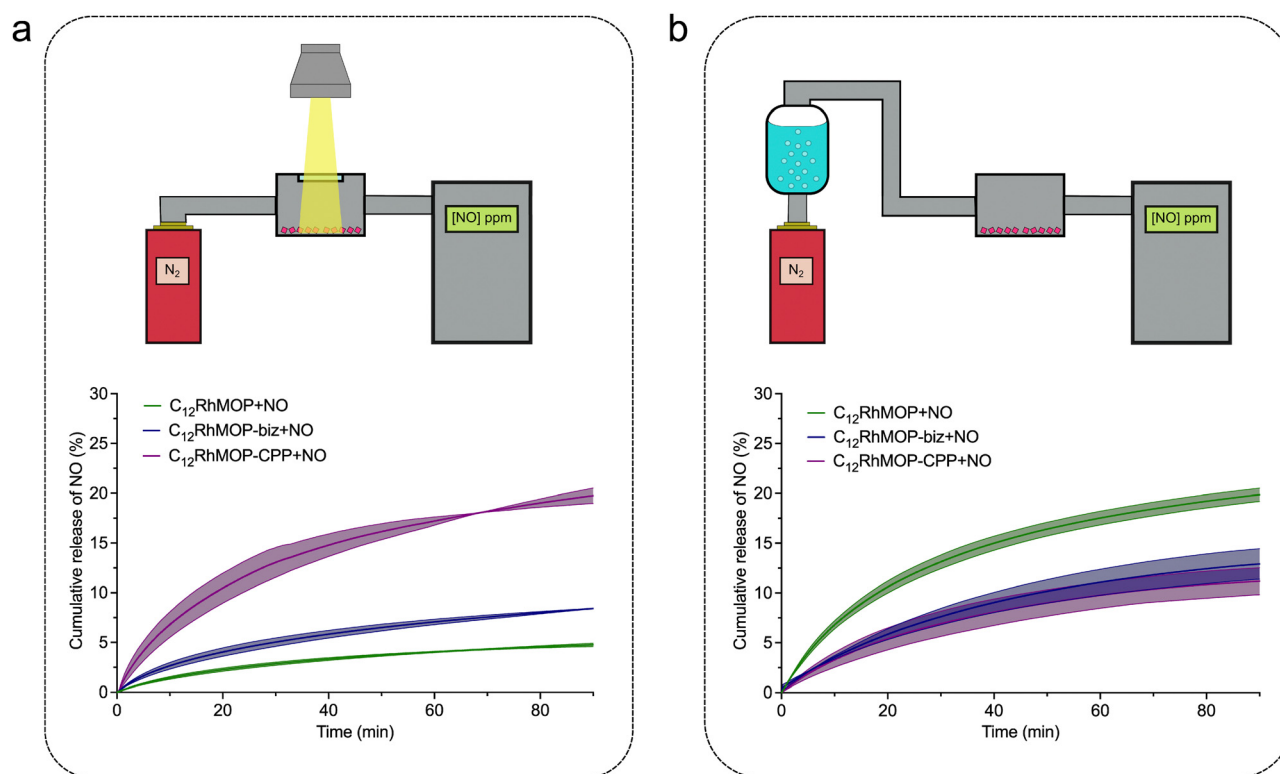 a
[NO] ppm
N₂
C₁₂RhMOP+NO
C₁₂RhMOP-biz+NO
C₁₂RhMOP-CPP+NO
Cumulative release of NO (%)
30
25
20
15
10
5
0
0 20 40 60 80
Time (min)
b
[NO] ppm
N₂
C₁₂RhMOP+NO
C₁₂RhMOP-biz+NO
C₁₂RhMOP-CPP+NO
Cumulative release of NO (%)
30
25
20
15
10
5
0
0 20 40 60 80
Time (min)